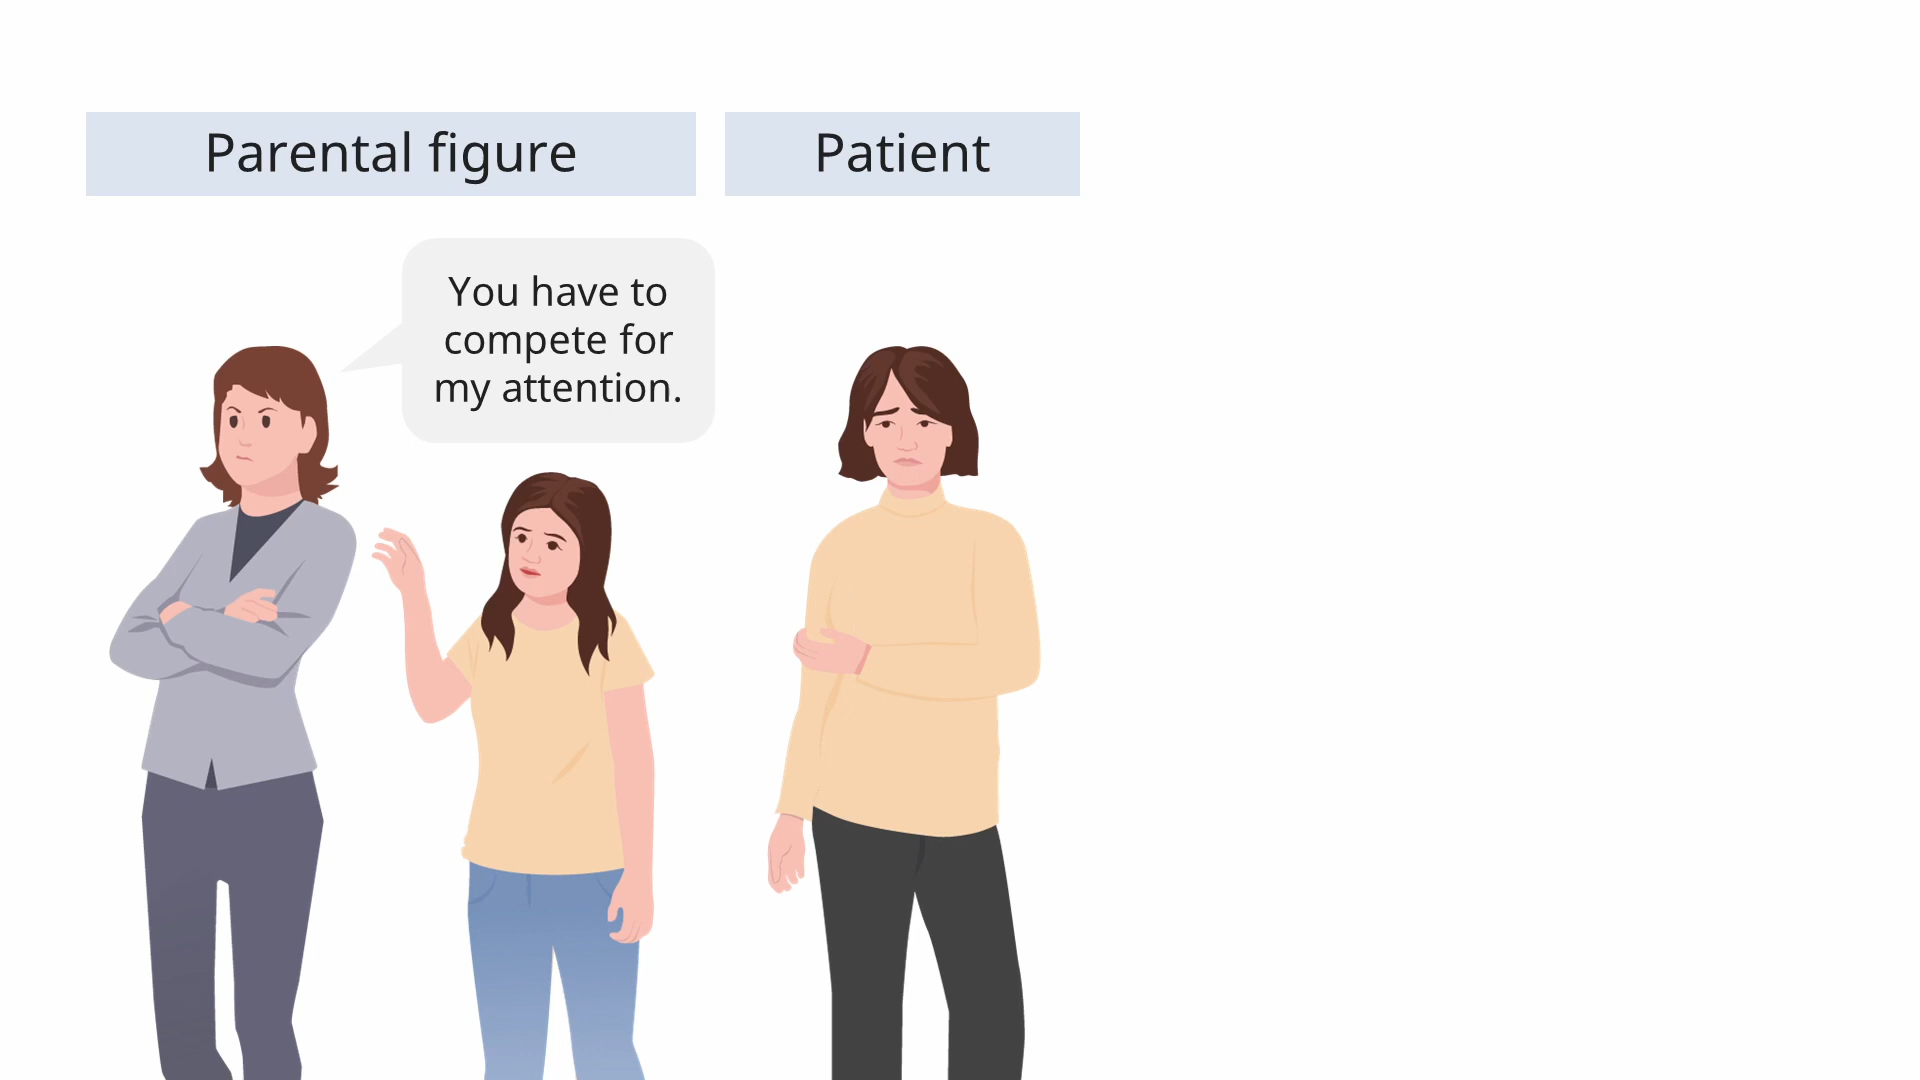 Parental figure
Patient
You have to
compete for
my attention.